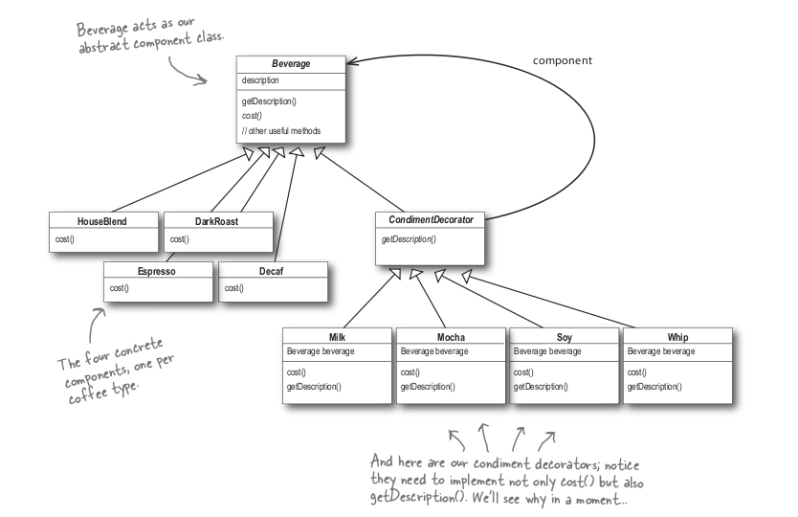 Beverage acts as our
abstract component class.
Beverage
description
getDescription()
cost()
// other useful methods
component
HouseBlend
cost()
DarkRoast
cost()
CondimentDecorator
getDescription()
Espresso
cost()
Decaf
cost()
The four concrete
components, one per
coffee type.
Milk
Beverage beverage
cost()
getDescription()
Mocha
Beverage beverage
cost()
getDescription()
Soy
Beverage beverage
cost()
getDescription()
Whip
Beverage beverage
cost()
getDescription()
And here are our condiment decorators; notice
they need to implement not only cost() but also
getDescription(). We'll see why in a moment...